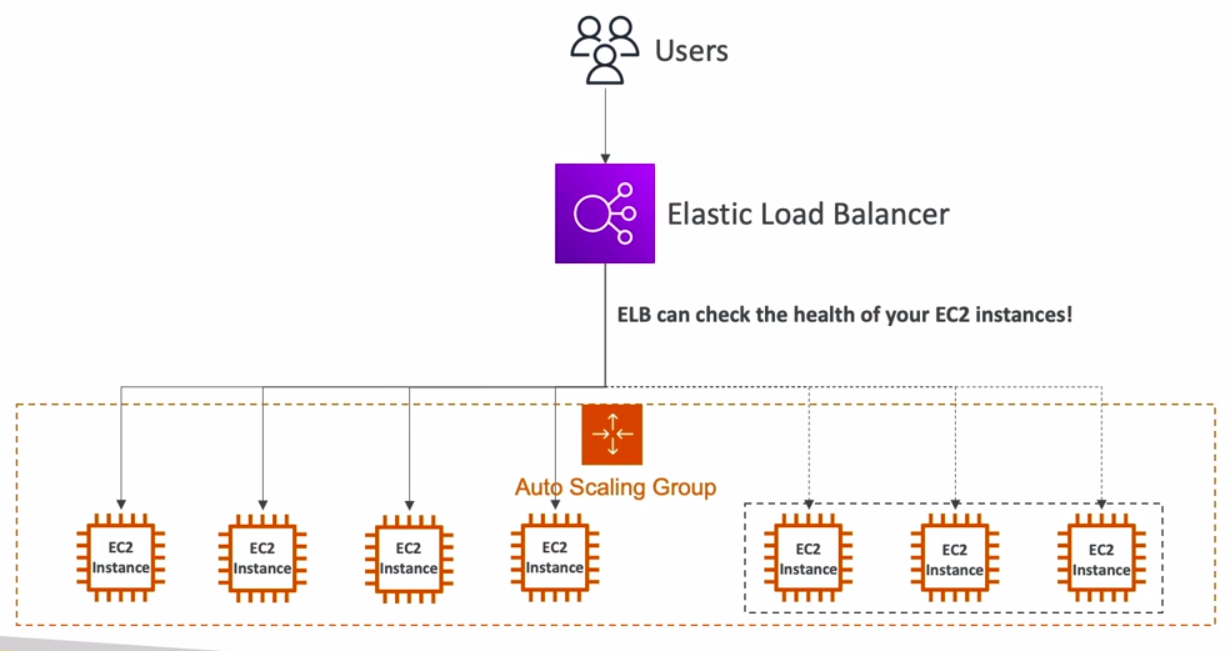 Users
Elastic Load Balancer
ELB can check the health of your EC2 instances!
Auto Scaling Group
EC2
Instance
EC2
Instance
EC2
Instance
EC2
Instance
EC2
Instance
EC2
Instance
EC2
Instance